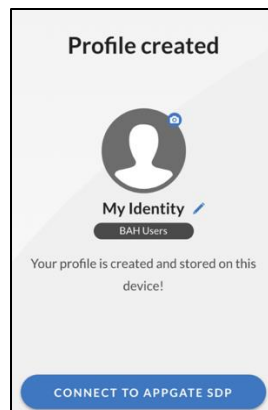 Profile created
My Identity
BAH Users
Your profile is created and stored on this
device!
CONNECT TO APPGATE SDP